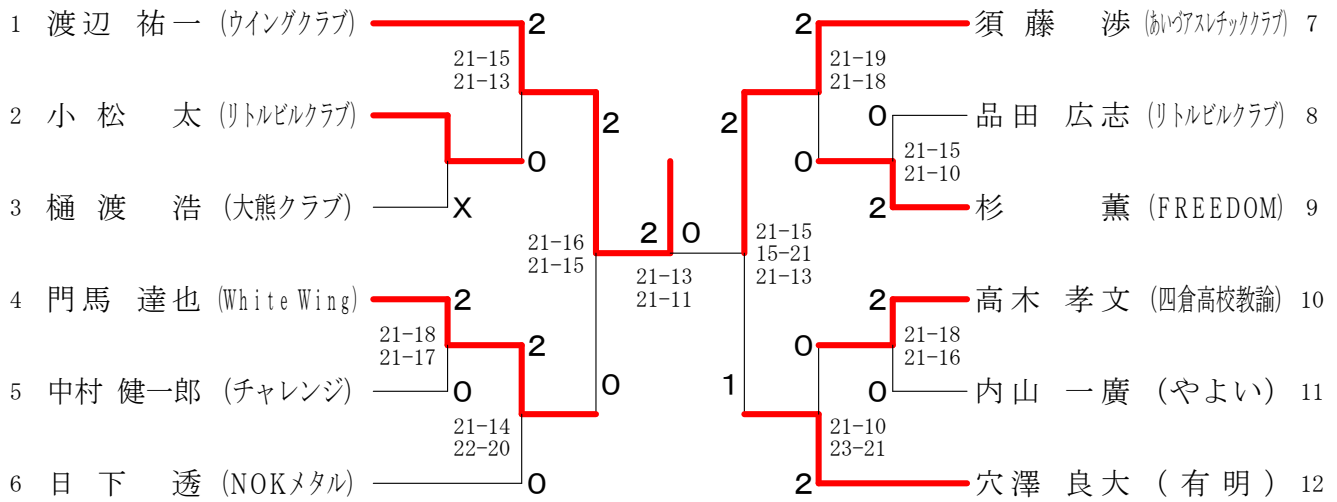 1 渡辺 祐一 (ウイングクラブ) 2 2 須藤 渉 (あいづアスレチッククラブ) 7
21-15 21-19
21-13 21-18
2 小松 太 (リトルビルクラブ) 2 2 0 品田 広志 (リトルビルクラブ) 8
0 0 21-15
21-10
3 樋渡 浩 (大熊クラブ) X 2 杉 薫 (FREEDOM) 9
21-16 2 0 21-15
21-15 15-21
21-13 21-13
21-11
4 門馬 達也 (White Wing) 2 2 高木 孝文 (四倉高校教諭) 10
21-18 2 0 21-18
21-17 21-16
5 中村 健一郎 (チャレンジ) 0 0 1 0 内山 一廣 (やよい) 11
21-14 21-10
22-20 23-21
6 日下 透 (NOKメタル) 0 2 穴澤 良大 (有明) 12